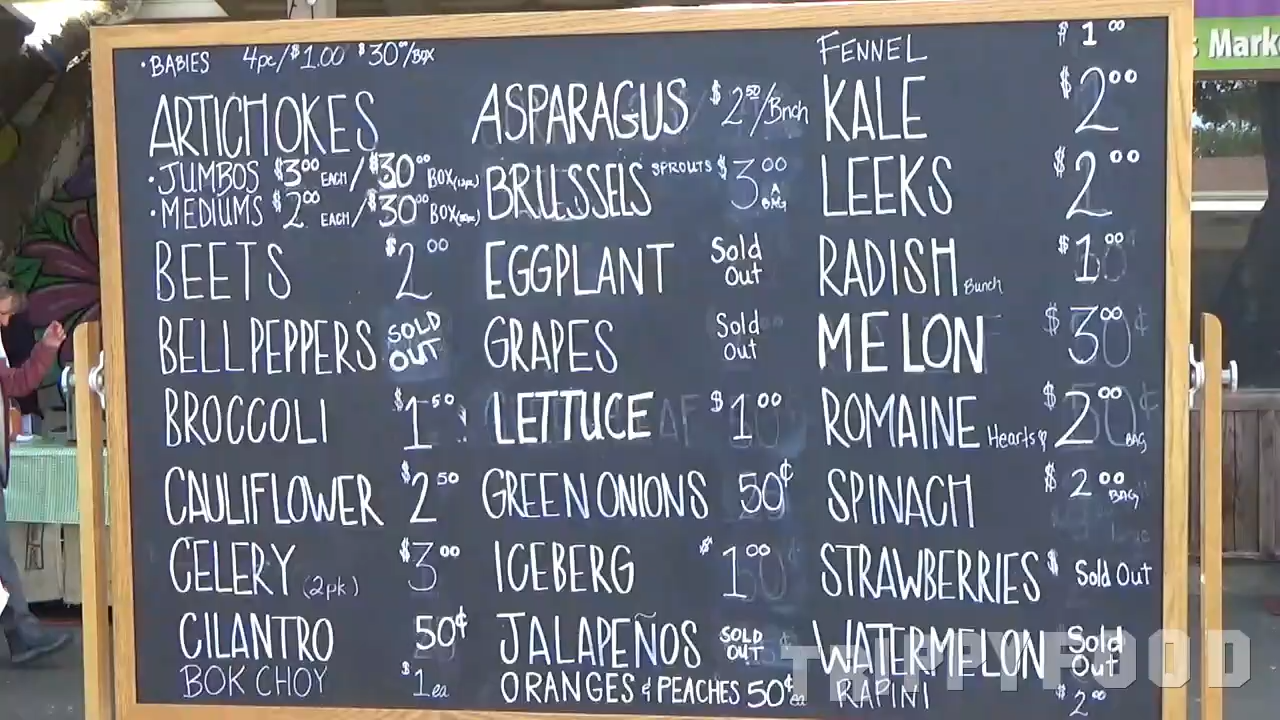 • BABIES 4pc/$1.00 $30⁰⁰/BOX
ARTICHOKES
• JUMBOS $3⁰⁰ EACH / $30⁰⁰ BOX
• MEDIUMS $2⁰⁰ EACH / $30⁰⁰ BOX
BEETS $2⁰⁰
BELL PEPPERS SOLD OUT
BROCCOLI $1⁵⁰
CAULIFLOWER $2⁵⁰
CELERY (2pk) $3⁰⁰
CILANTRO 50¢
BOK CHOY $1 ea
ASPARAGUS $2⁵⁰/Bnch
BRUSSELS SPROUTS $3⁰⁰ A BAG
EGGPLANT Sold Out
GRAPES Sold Out
LETTUCE $1⁰⁰
GREEN ONIONS 50¢
ICEBERG $1⁰⁰
JALAPEÑOS SOLD OUT
ORANGES & PEACHES 50¢ ea
FENNEL $1⁰⁰
KALE $2⁰⁰
LEEKS $2⁰⁰
RADISH Bunch $1⁰⁰
MELON $3⁰⁰
ROMAINE Hearts $2⁰⁰ BAG
SPINACH $2⁰⁰ BAG
STRAWBERRIES $ Sold Out
WATERMELON Sold Out
RAPINI $2⁰⁰
s Mark
TRIPPY FOOD